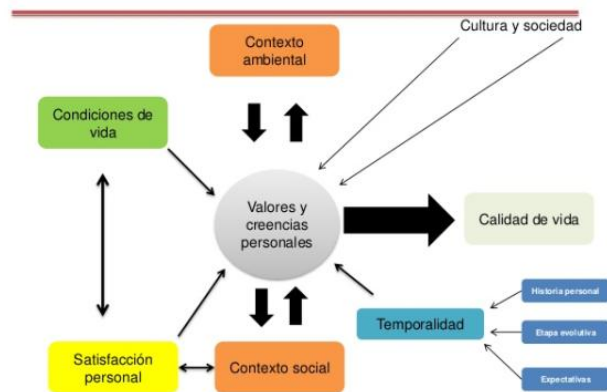 Cultura y sociedad
Contexto
ambiental
Condiciones de
vida
Valores y
creencias
personales
Calidad de vida
Historia personal
Temporalidad
Etapa evolutiva
Satisfacción
personal
Contexto social
Expectativas